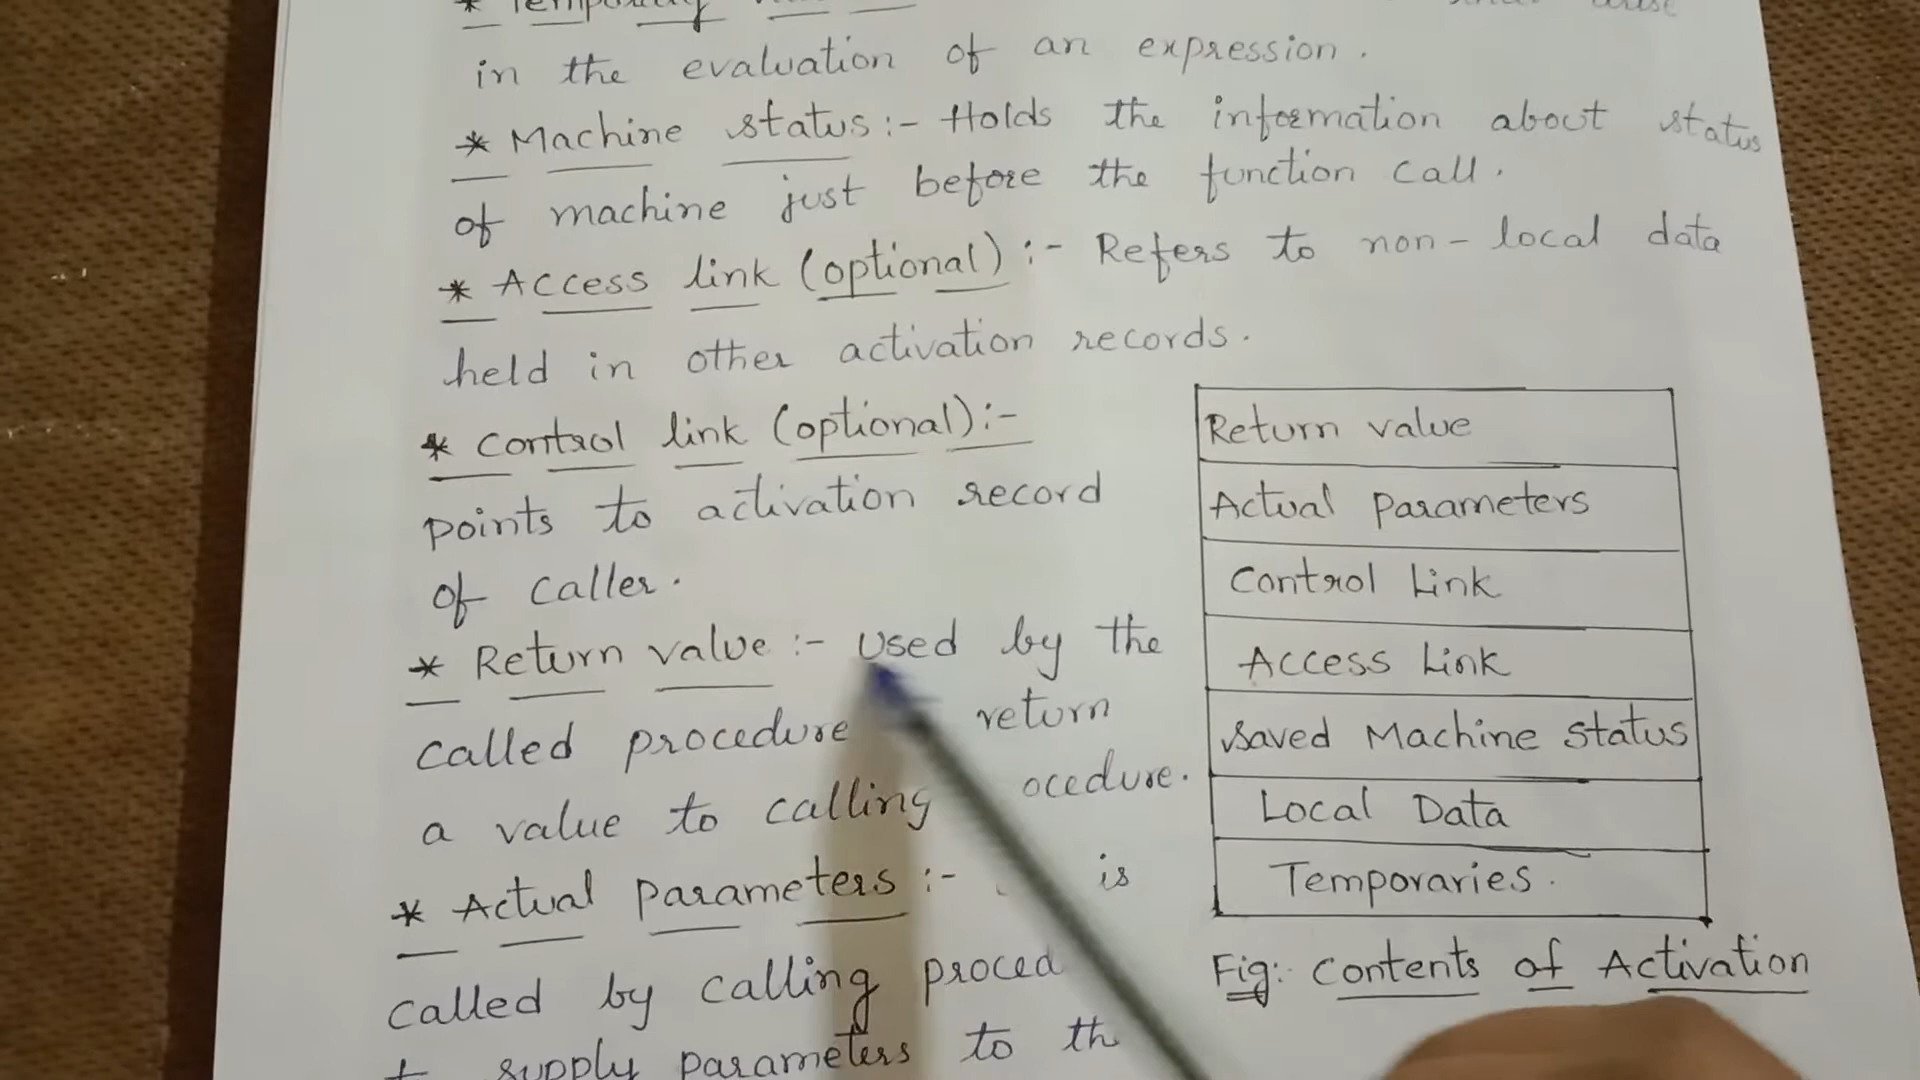 *
in the evaluation of an expression.
* Machine status :- Holds the information about status
of machine just before the function call.
* Access link (optional) :- Refers to non-local data
held in other activation records.
* Control link (optional) :-
points to activation record
of caller.
* Return value :- Used by the
called procedure return
a value to calling
* Actual parameters :- is
called by calling
supply parameters to
Return value
Actual parameters
Control Link
Access Link
Saved Machine Status
Local Data
Temporaries.
Fig: Contents of Activation